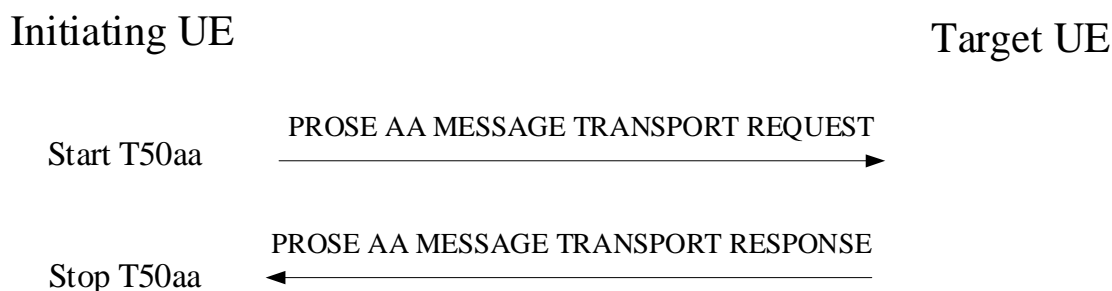 Initiating UE
Target UE
PROSE AA MESSAGE TRANSPORT REQUEST
Start T50aa
PROSE AA MESSAGE TRANSPORT RESPONSE
Stop T50aa